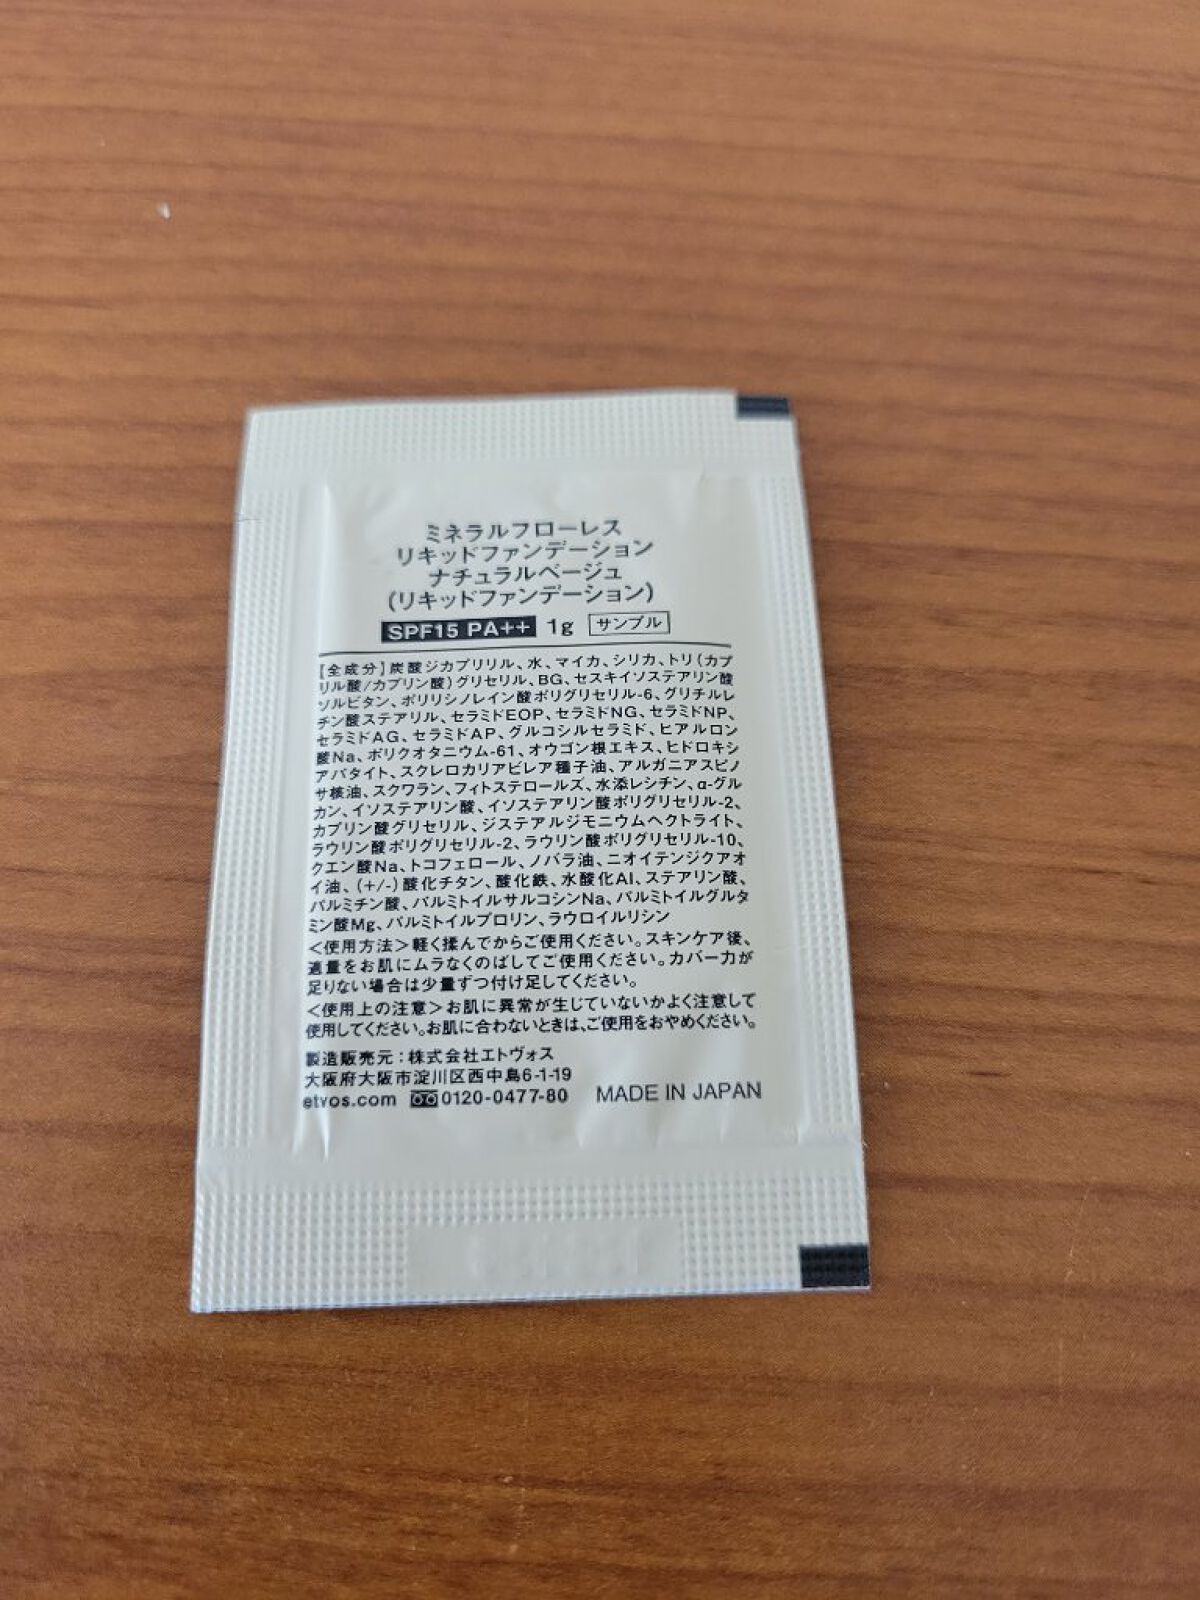 ミネラルフローレス
リキッドファンデーション
ナチュラルベージュ
(リキッドファンデーション)
SPF15 PA++ 1g サンプル
【全成分】炭酸ジカプリリル、水、マイカ、シリカ、トリ(カプ
リル酸/カプリン酸)グリセリル、BG、セスキイソステアリン酸
ソルビタン、ポリリシノレイン酸ポリグリセリル-6、グリチルレ
チン酸ステアリル、セラミドEOP、セラミドNG、セラミドNP、
セラミドAG、セラミドAP、グルコシルセラミド、ヒアルロン
酸Na、ポリクオタニウム-61、オウゴン根エキス、ヒドロキシ
アパタイト、スクレロカリアビレア種子油、アルガニアスピノ
サ核油、スクワラン、フィトステロールズ、水添レシチン、α-グル
カン、イソステアリン酸、イソステアリン酸ポリグリセリル-2、
カプリン酸グリセリル、ジステアルジモニウムヘクトライト、
ラウリン酸ポリグリセリル-2、ラウリン酸ポリグリセリル-10、
クエン酸Na、トコフェロール、ノバラ油、ニオイテンジクアオ
イ油、(+/-)酸化チタン、酸化鉄、水酸化Al、ステアリン酸、
パルミチン酸、パルミトイルサルコシンNa、パルミトイルグルタ
ミン酸Mg、パルミトイルプロリン、ラウロイルリシン
<使用方法>軽く揉んでからご使用ください。スキンケア後、
適量をお肌にムラなくのばしてご使用ください。カバー力が
足りない場合は少量ずつ付け足してください。
<使用上の注意>お肌に異常が生じていないかよく注意して
使用してください。お肌に合わないときは、ご使用をおやめください。
製造販売元：株式会社エトヴォス
大阪府大阪市淀川区西中島6-1-19
etvos.com 0120-0477-80 MADE IN JAPAN